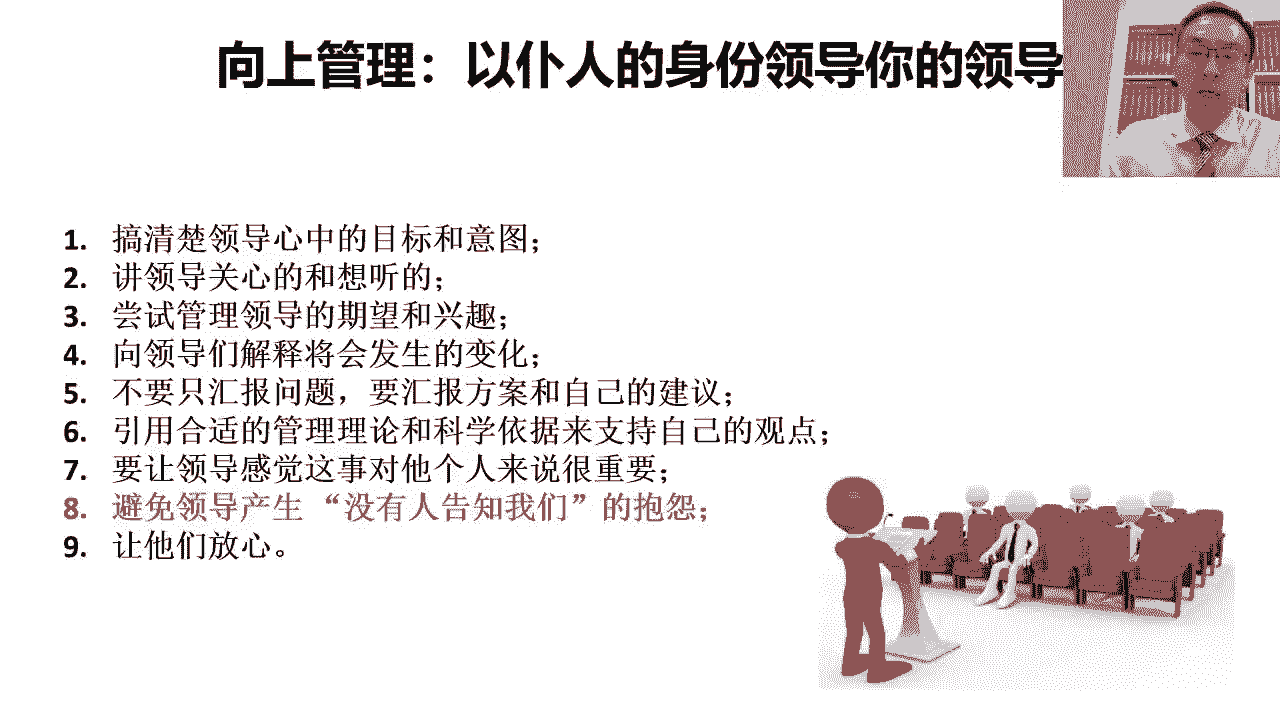 向上管理：以仆人的身份领导你的领导
1. 搞清楚领导心中的目标和意图；
2. 讲领导关心的和想听的；
3. 尝试管理领导的期望和兴趣；
4. 向领导们解释将会发生的变化；
5. 不要只汇报问题，要汇报方案和自己的建议；
6. 引用合适的管理理论和科学依据来支持自己的观点；
7. 要让领导感觉这事对他个人来说很重要；
8. 避免领导产生 “没有人告知我们”的抱怨；
9. 让他们放心。